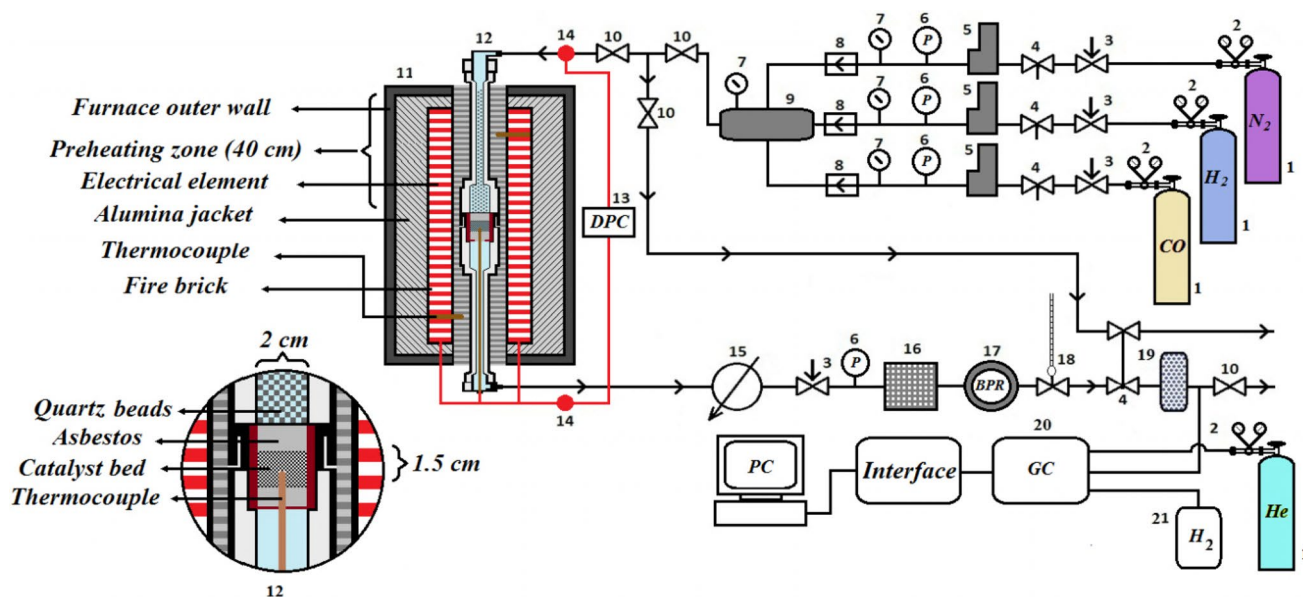 14
12
10
10
8
7
6
5
4
3
2
P
N2
1
11
Furnace outer wall
Preheating zone (40 cm)
Electrical element
Alumina jacket
Thermocouple
Fire brick
7
9
10
8
7
6
P
5
4
3
2
H2
1
8
7
6
P
5
4
3
2
CO
1
13
DPC
14
15
3
6
P
16
17
BPR
18
4
19
10
2 cm
Quartz beads
Asbestos
Catalyst bed
Thermocouple
1.5 cm
12
PC
Interface
20
GC
21
H2
2
He